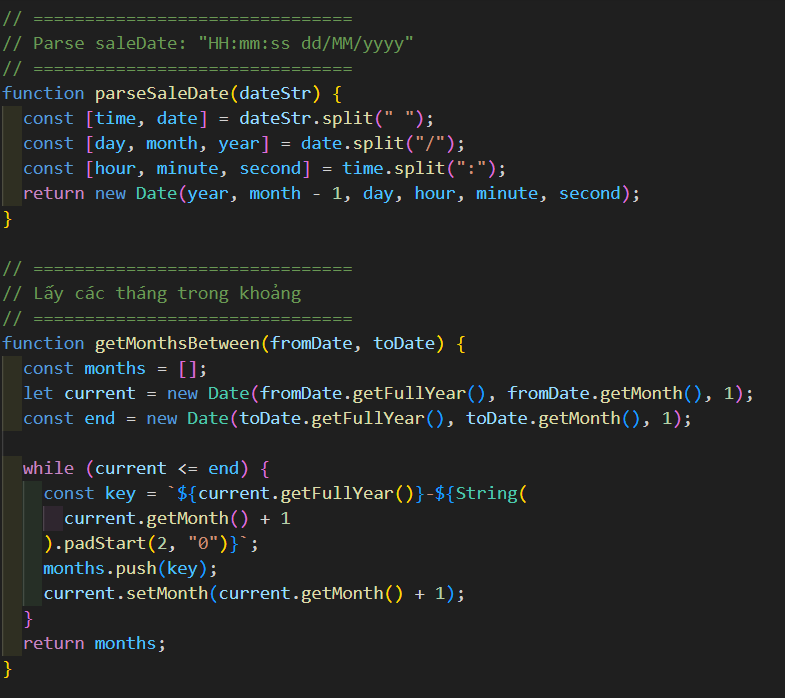 // ===============================
// Parse saleDate: "HH:mm:ss dd/MM/yyyy"
// ===============================
function parseSaleDate(dateStr) {
  const [time, date] = dateStr.split(" ");
  const [day, month, year] = date.split("/");
  const [hour, minute, second] = time.split(":");
  return new Date(year, month - 1, day, hour, minute, second);
}

// ===============================
// Lấy các tháng trong khoảng
// ===============================
function getMonthsBetween(fromDate, toDate) {
  const months = [];
  let current = new Date(fromDate.getFullYear(), fromDate.getMonth(), 1);
  const end = new Date(toDate.getFullYear(), toDate.getMonth(), 1);

  while (current <= end) {
    const key = `${current.getFullYear()}-${String(
      current.getMonth() + 1
    ).padStart(2, "0")}`;
    months.push(key);
    current.setMonth(current.getMonth() + 1);
  }
  return months;
}